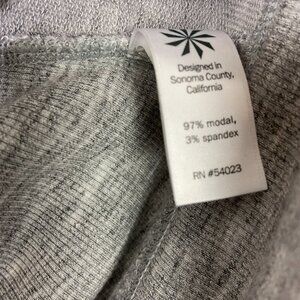 Designed in
Sonoma County,
California
97% modal,
3% spandex
RN #54023